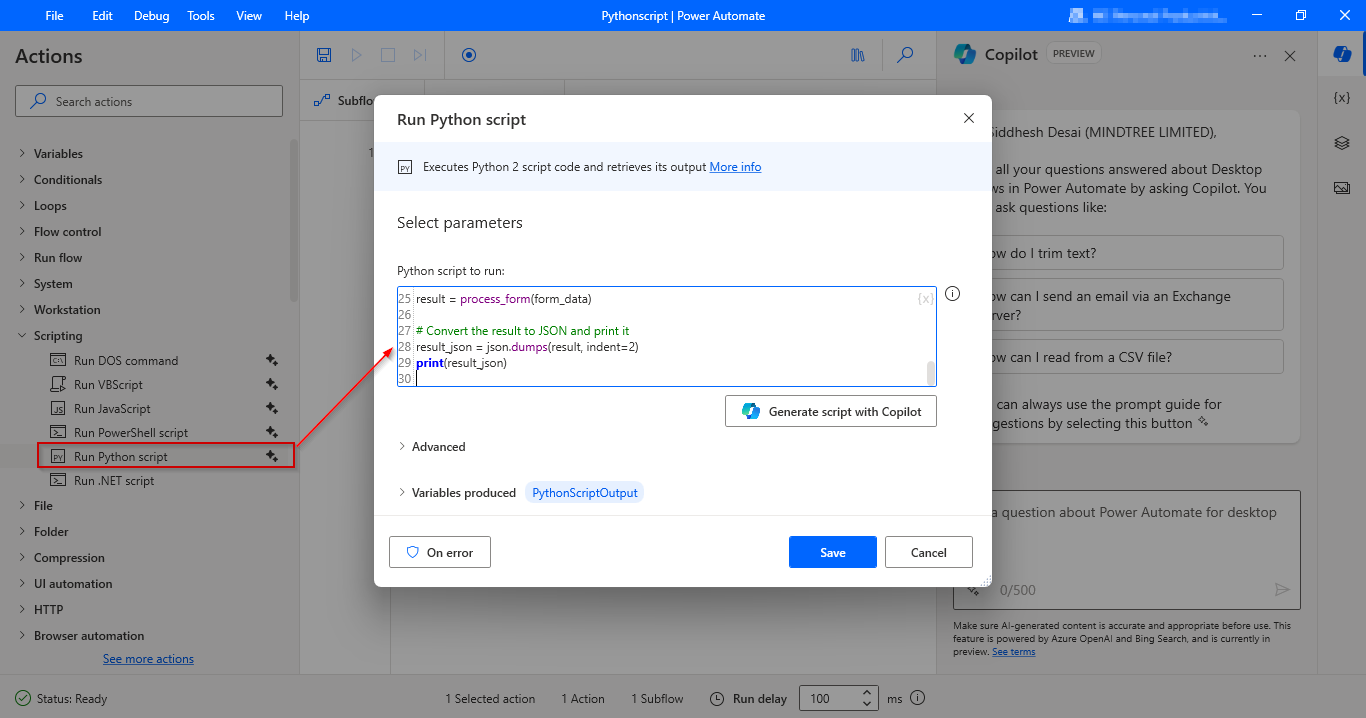 File Edit Debug Tools View Help
Pythonscript | Power Automate
Actions
Search actions
Variables
Conditionals
Loops
Flow control
Run flow
System
Workstation
Scripting
Run DOS command
Run VBScript
JS Run JavaScript
Run PowerShell script
PY Run Python script
Run .NET script
File
Folder
Compression
UI automation
HTTP
Browser automation
See more actions
Subflo
1
Run Python script
PY Executes Python 2 script code and retrieves its output More info
Select parameters
Python script to run:
25 result = process_form(form_data) {x}
26
27 # Convert the result to JSON and print it
28 result_json = json.dumps(result, indent=2)
29 print(result_json)
30
Generate script with Copilot
Advanced
Variables produced PythonScriptOutput
On error Save Cancel
Copilot PREVIEW
{x}
iddhesh Desai (MINDTREE LIMITED),
all your questions answered about Desktop
ws in Power Automate by asking Copilot. You
ask questions like:
ow do I trim text?
ow can I send an email via an Exchange
rver?
ow can I read from a CSV file?
can always use the prompt guide for
gestions by selecting this button
a question about Power Automate for desktop
0/500
Make sure AI-generated content is accurate and appropriate before use. This
feature is powered by Azure OpenAI and Bing Search, and is currently in
preview. See terms
Status: Ready 1 Selected action 1 Action 1 Subflow Run delay 100 ms